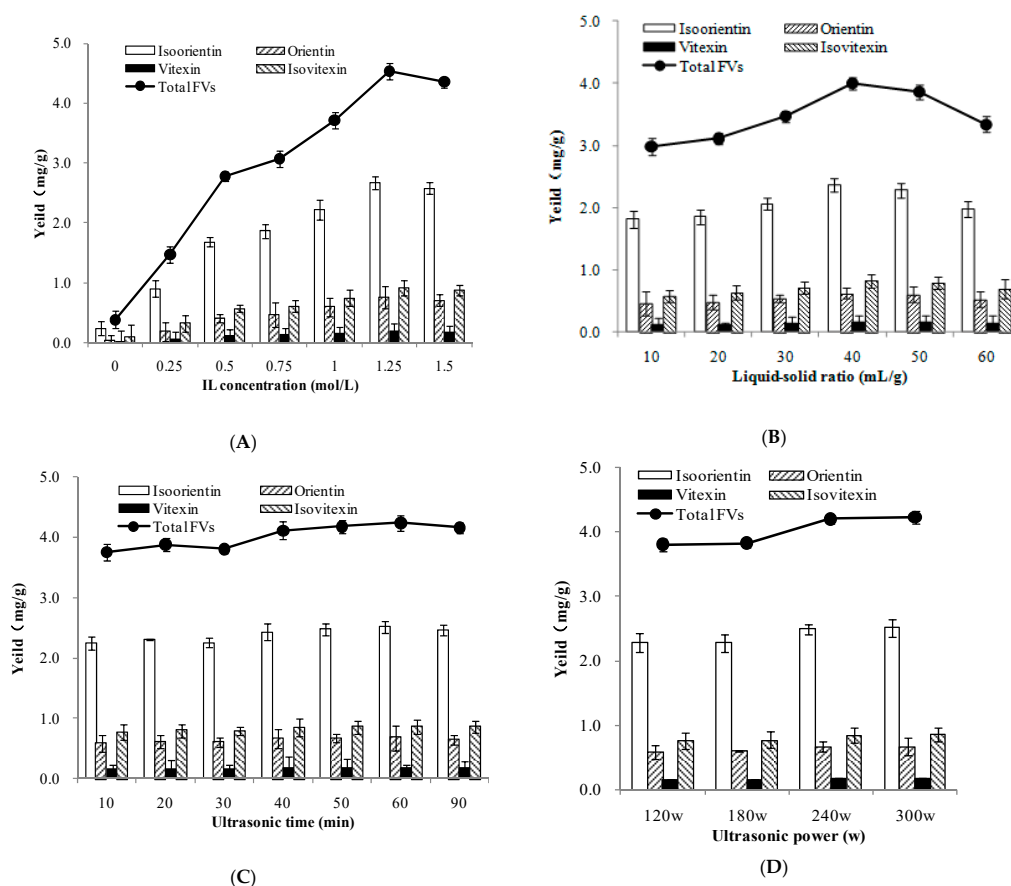 Isoorientin Orientin
Vitexin Isovitexin
Total FVs
Yeild (mg/g)
5.0
4.0
3.0
2.0
1.0
0.0
0 0.25 0.5 0.75 1 1.25 1.5
IL concentration (mol/L)
(A)
Isoorientin Orientin
Vitexin Isovitexin
Total FVs
Yeild (mg/g)
5.0
4.0
3.0
2.0
1.0
0.0
10 20 30 40 50 60
Liquid-solid ratio (mL/g)
(B)
Isoorientin Orientin
Vitexin Isovitexin
Total FVs
Yeild (mg/g)
5.0
4.0
3.0
2.0
1.0
0.0
10 20 30 40 50 60 90
Ultrasonic time (min)
(C)
Isoorientin Orientin
Vitexin Isovitexin
Total FVs
Yeild (mg/g)
5.0
4.0
3.0
2.0
1.0
0.0
120w 180w 240w 300w
Ultrasonic power (w)
(D)